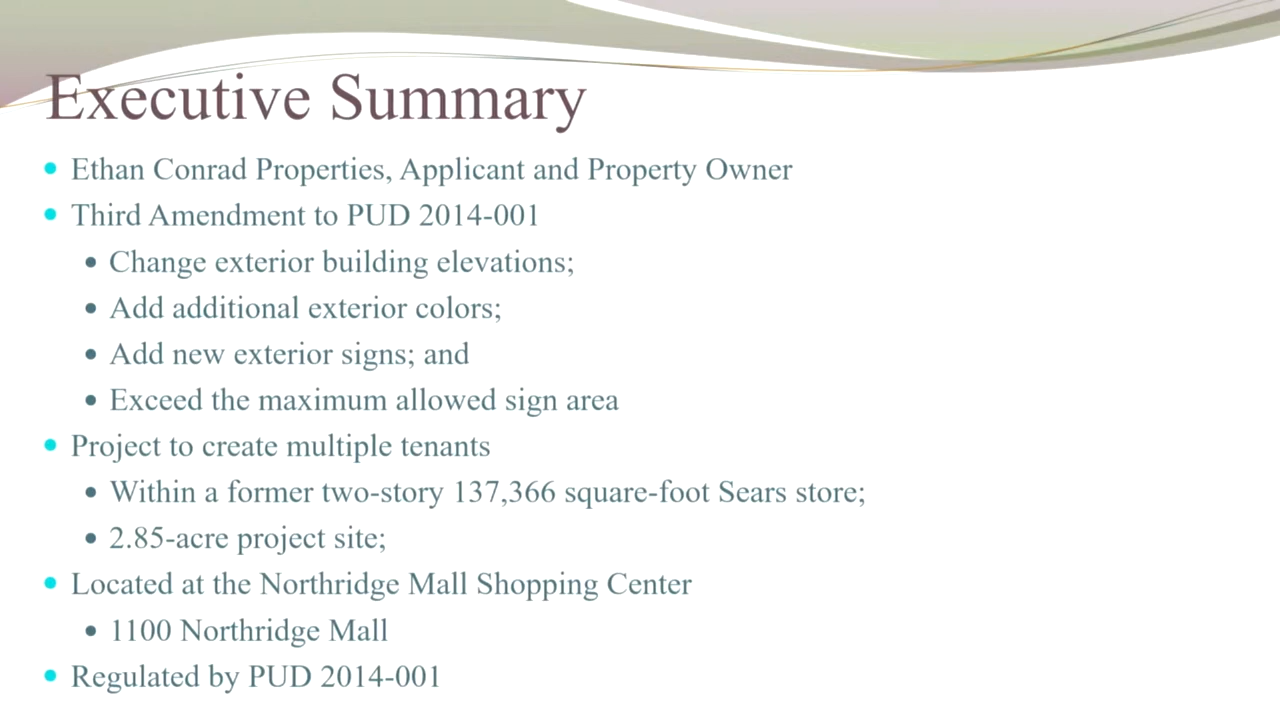 Executive Summary
• Ethan Conrad Properties, Applicant and Property Owner
• Third Amendment to PUD 2014-001
• Change exterior building elevations;
• Add additional exterior colors;
• Add new exterior signs; and
• Exceed the maximum allowed sign area
• Project to create multiple tenants
• Within a former two-story 137,366 square-foot Sears store;
• 2.85-acre project site;
• Located at the Northridge Mall Shopping Center
• 1100 Northridge Mall
• Regulated by PUD 2014-001